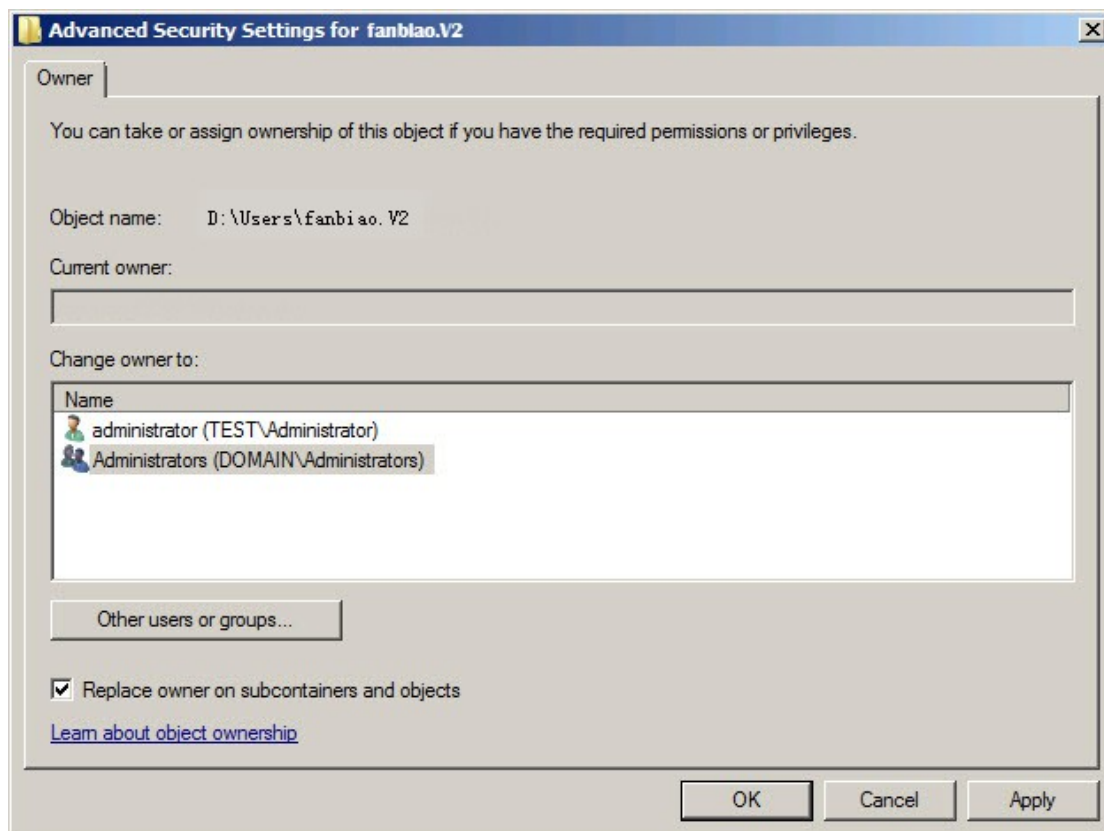 Advanced Security Settings for fanbiao.V2
Owner
You can take or assign ownership of this object if you have the required permissions or privileges.
Object name: D:\Users\fanbiao.V2
Current owner:
Change owner to:
Name
administrator (TEST\Administrator)
Administrators (DOMAIN\Administrators)
Other users or groups...
Replace owner on subcontainers and objects
Learn about object ownership
OK Cancel Apply